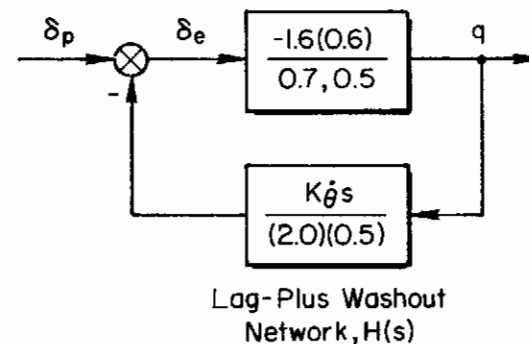 δp
δe
-1.6(0.6)
0.7, 0.5
q
-
Kθ̇ s
(2.0)(0.5)
Lag-Plus Washout
Network, H(s)